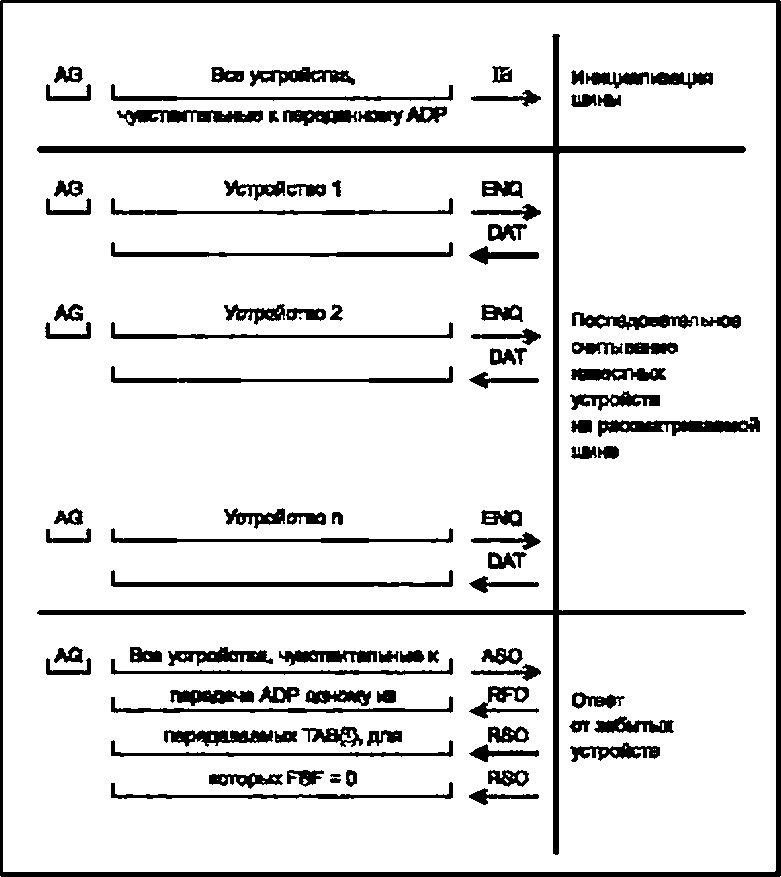 AG Все устройства, IB Инициализация
чувствительные к переданному ADP шины
AG Устройство 1 ENQ
DAT
AG Устройство 2 ENQ Последовательное
DAT считывание
известных
устройств
на рассматриваемой
шине
AG Устройство n ENQ
DAT
AG Все устройства, чувствительные к ASO
передаче ADP одному из Ответ
передаваемых для RSO от забытых
которых FSF = 0 RSO устройств